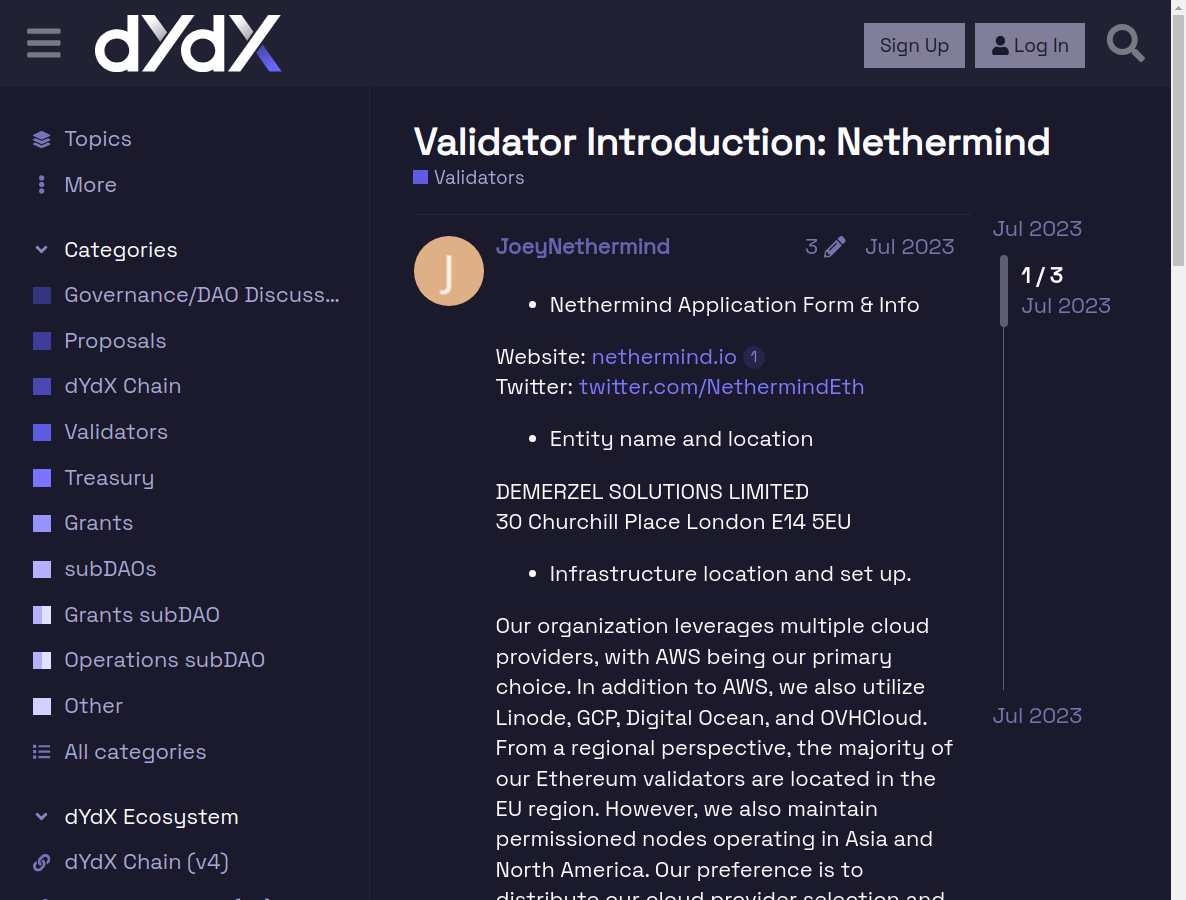 dYdX
Sign Up
Log In
Topics
More
Categories
Governance/DAO Discuss...
Proposals
dYdX Chain
Validators
Treasury
Grants
subDAOs
Grants subDAO
Operations subDAO
Other
All categories
dYdX Ecosystem
dYdX Chain (v4)
Validator Introduction: Nethermind
Validators
J
JoeyNethermind
3
Jul 2023
Nethermind Application Form & Info
Website: nethermind.io 1
Twitter: twitter.com/NethermindEth
Entity name and location
DEMERZEL SOLUTIONS LIMITED
30 Churchill Place London E14 5EU
Infrastructure location and set up.
Our organization leverages multiple cloud
providers, with AWS being our primary
choice. In addition to AWS, we also utilize
Linode, GCP, Digital Ocean, and OVHCloud.
From a regional perspective, the majority of
our Ethereum validators are located in the
EU region. However, we also maintain
permissioned nodes operating in Asia and
North America. Our preference is to
distribute our cloud provider selection and
Jul 2023
1 / 3
Jul 2023
Jul 2023